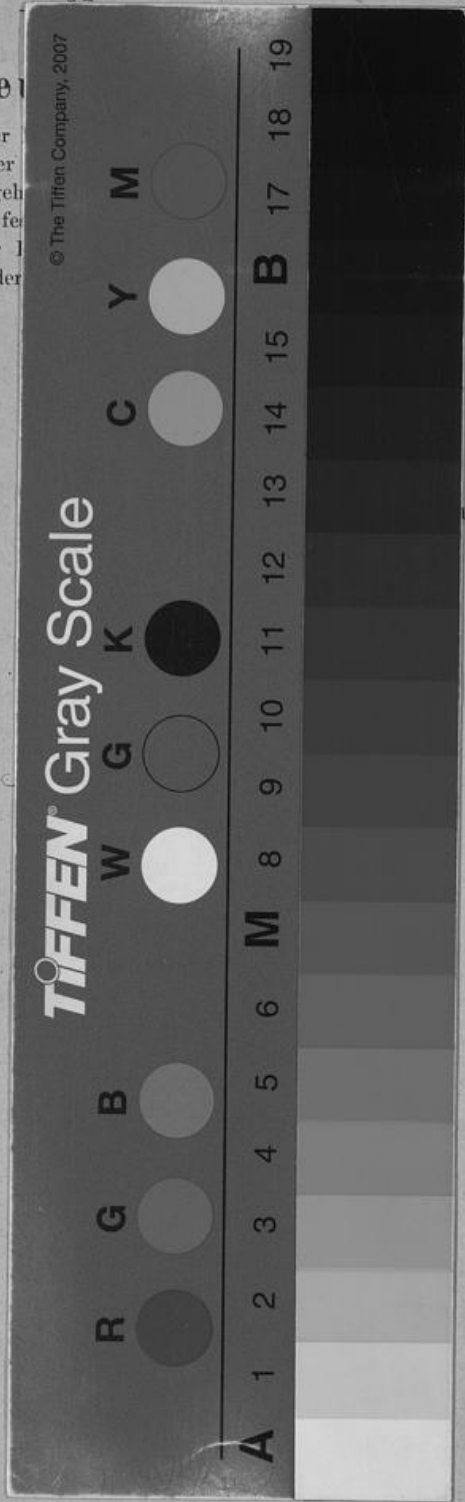 © The Tiffen Company, 2007
TIFFEN® Gray Scale
R G B W G K C Y M
A 1 2 3 4 5 6 M 8 9 10 11 12 13 14 15 B 17 18 19